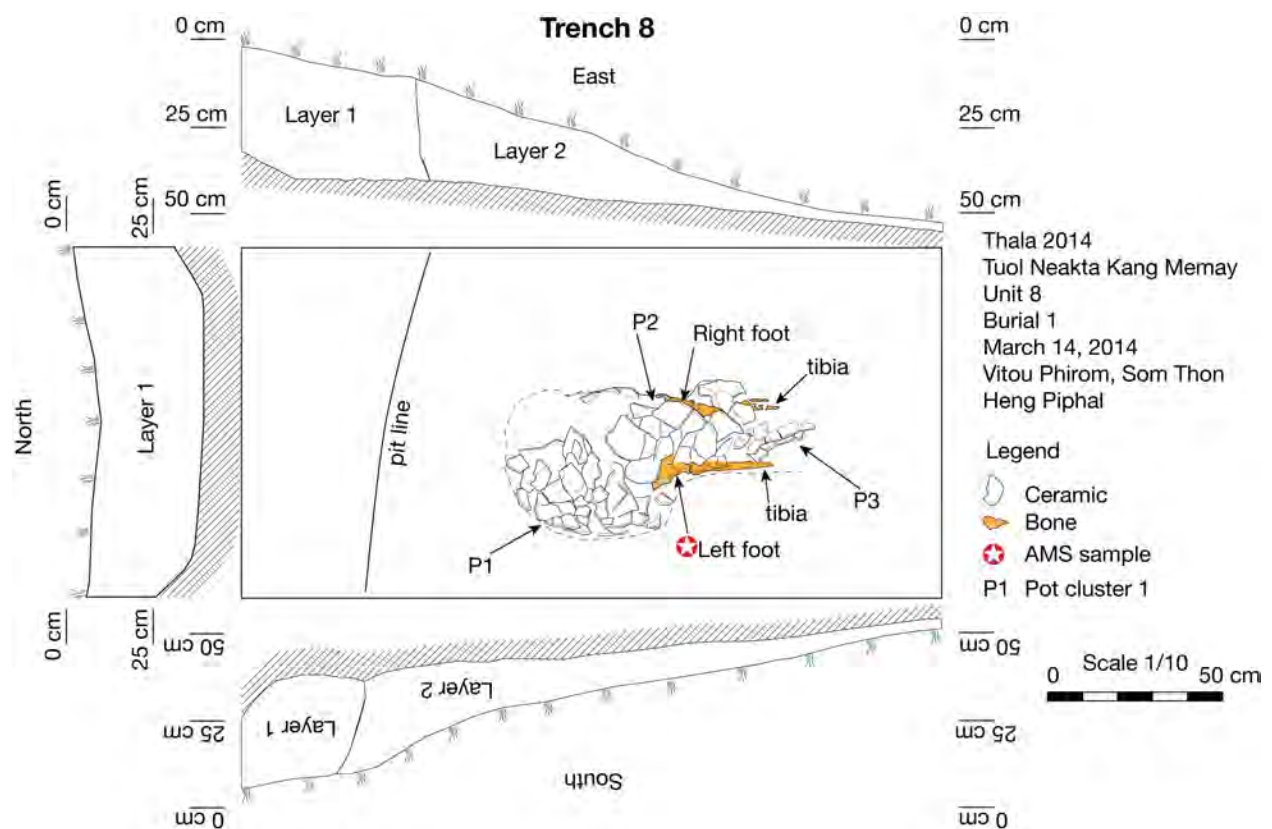 Trench 8
0 cm
0 cm
East
Layer 1
25 cm
25 cm
Layer 2
0 cm
25 cm
50 cm
50 cm
North
Layer 1
pit line
P2
Right foot
tibia
P3
tibia
P1
Left foot
Thala 2014
Tuol Neakta Kang Memay
Unit 8
Burial 1
March 14, 2014
Vitou Phirom, Som Thon
Heng Piphal
Legend
Ceramic
Bone
AMS sample
P1 Pot cluster 1
Scale 1/10
0
50 cm
0 cm
25 cm
50 cm
50 cm
Layer 2
Layer 1
25 cm
25 cm
South
0 cm
0 cm